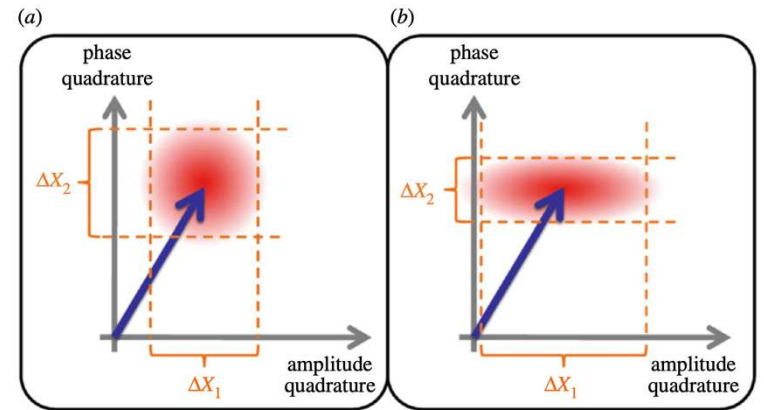 (a)
phase
quadrature
ΔX₂
amplitude
quadrature
ΔX₁
(b)
phase
quadrature
ΔX₂
amplitude
quadrature
ΔX₁